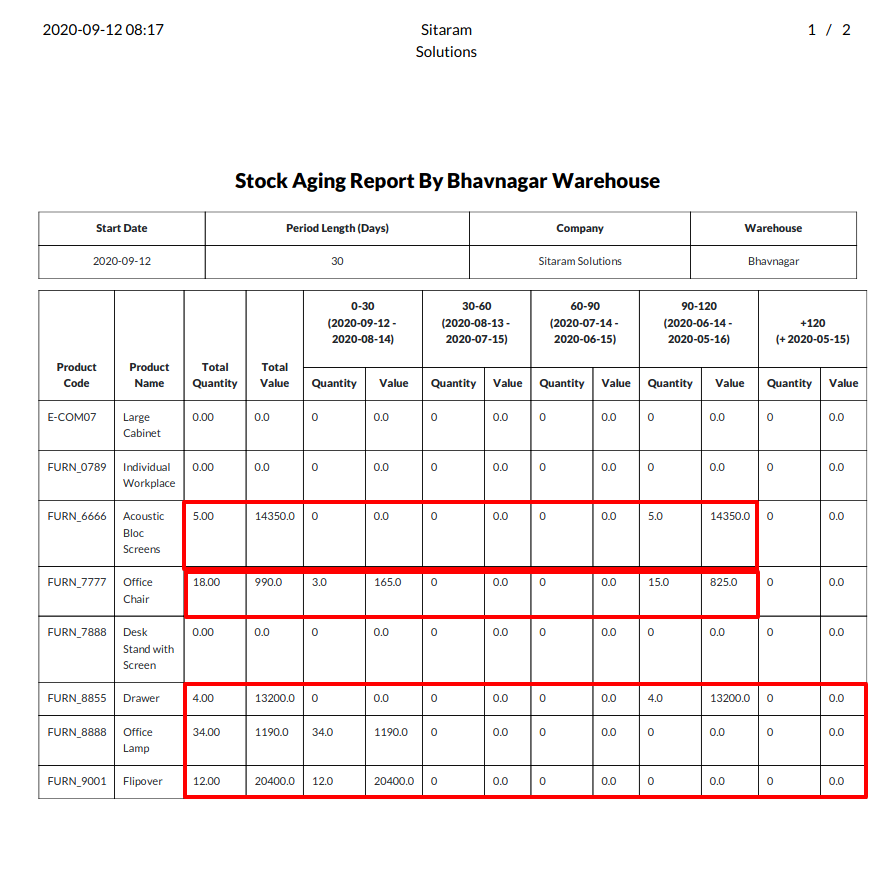 2020-09-12 08:17 Sitaram 1 / 2
Solutions
Stock Aging Report By Bhavnagar Warehouse
Start Date Period Length (Days) Company Warehouse
2020-09-12 30 Sitaram Solutions Bhavnagar
0-30 30-60 60-90 90-120
(2020-09-12 - (2020-08-13 - (2020-07-14 - (2020-06-14 - +120
2020-08-14) 2020-07-15) 2020-06-15) 2020-05-16) (+ 2020-05-15)
Product Product Total Total
Code Name Quantity Value Quantity Value Quantity Value Quantity Value Quantity Value Quantity Value
E-COM07 Large 0.00 0.0 0 0.0 0 0.0 0 0.0 0 0.0 0 0.0
Cabinet
FURN_0789 Individual 0.00 0.0 0 0.0 0 0.0 0 0.0 0 0.0 0 0.0
Workplace
FURN_6666 Acoustic 5.00 14350.0 0 0.0 0 0.0 0 0.0 5.0 14350.0 0 0.0
Bloc
Screens
FURN_7777 Office 18.00 990.0 3.0 165.0 0 0.0 0 0.0 15.0 825.0 0 0.0
Chair
FURN_7888 Desk 0.00 0.0 0 0.0 0 0.0 0 0.0 0 0.0 0 0.0
Stand with
Screen
FURN_8855 Drawer 4.00 13200.0 0 0.0 0 0.0 0 0.0 4.0 13200.0 0 0.0
FURN_8888 Office 34.00 1190.0 34.0 1190.0 0 0.0 0 0.0 0 0.0 0 0.0
Lamp
FURN_9001 Flipover 12.00 20400.0 12.0 20400.0 0 0.0 0 0.0 0 0.0 0 0.0